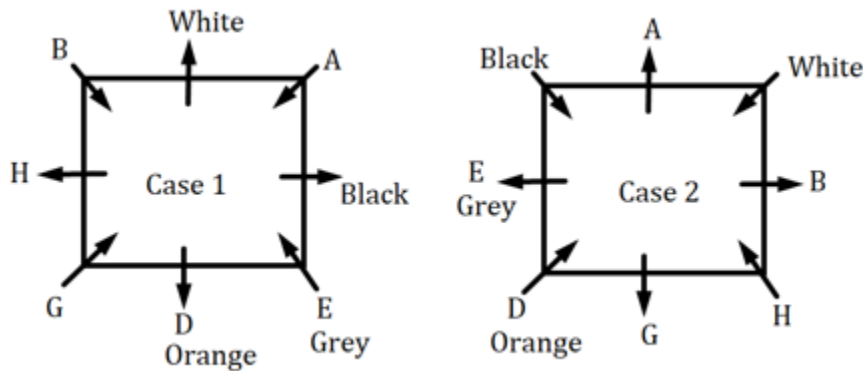 White
B
A
H
Case 1
Black
G
D
Orange
E
Grey
A
Black
White
E
Grey
Case 2
B
D
Orange
G
H